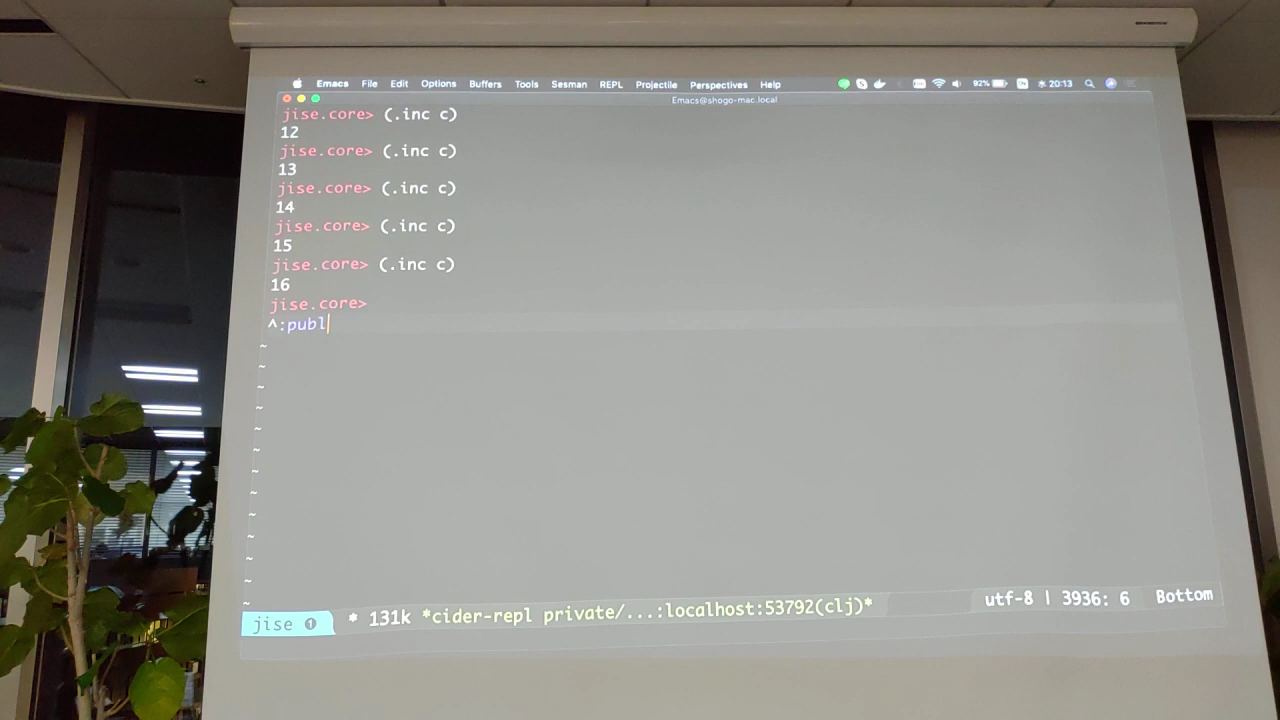 Emacs File Edit Options Buffers Tools Sesman REPL Projectile Perspectives Help 92% 20:13
Emacs@shogo-mac.local
jise.core> (.inc c)
12
jise.core> (.inc c)
13
jise.core> (.inc c)
14
jise.core> (.inc c)
15
jise.core> (.inc c)
16
jise.core>
^:publ
~
~
~
~
~
~
~
~
~
~
~
~
~
jise ❶ * 131k *cider-repl private/...:localhost:53792(clj)* utf-8 | 3936: 6 Bottom